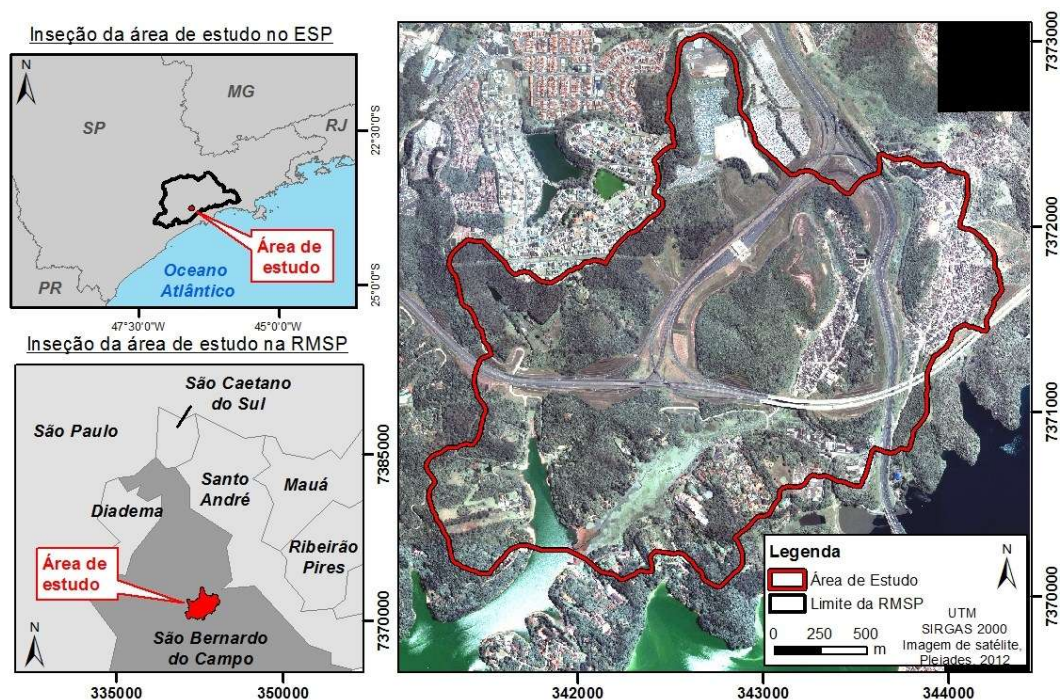 Inseção da área de estudo no ESP
N
MG
SP
RJ
22°30'0"S
Área de
estudo
Oceano
Atlântico
PR
25°0'0"S
47°30'0"W
45°0'0"W
Inseção da área de estudo na RMSP
São Caetano
do Sul
São Paulo
7385000
Santo
André
Mauá
Diadema
Ribeirão
Pires
Área de
estudo
7370000
São Bernardo
do Campo
N
335000
350000
7373000
7372000
7371000
7370000
Legenda
N
Área de Estudo
Limite da RMSP
UTM
SIRGAS 2000
Imagem de satélite,
Pleiades, 2012
0 250 500
m
342000
343000
344000